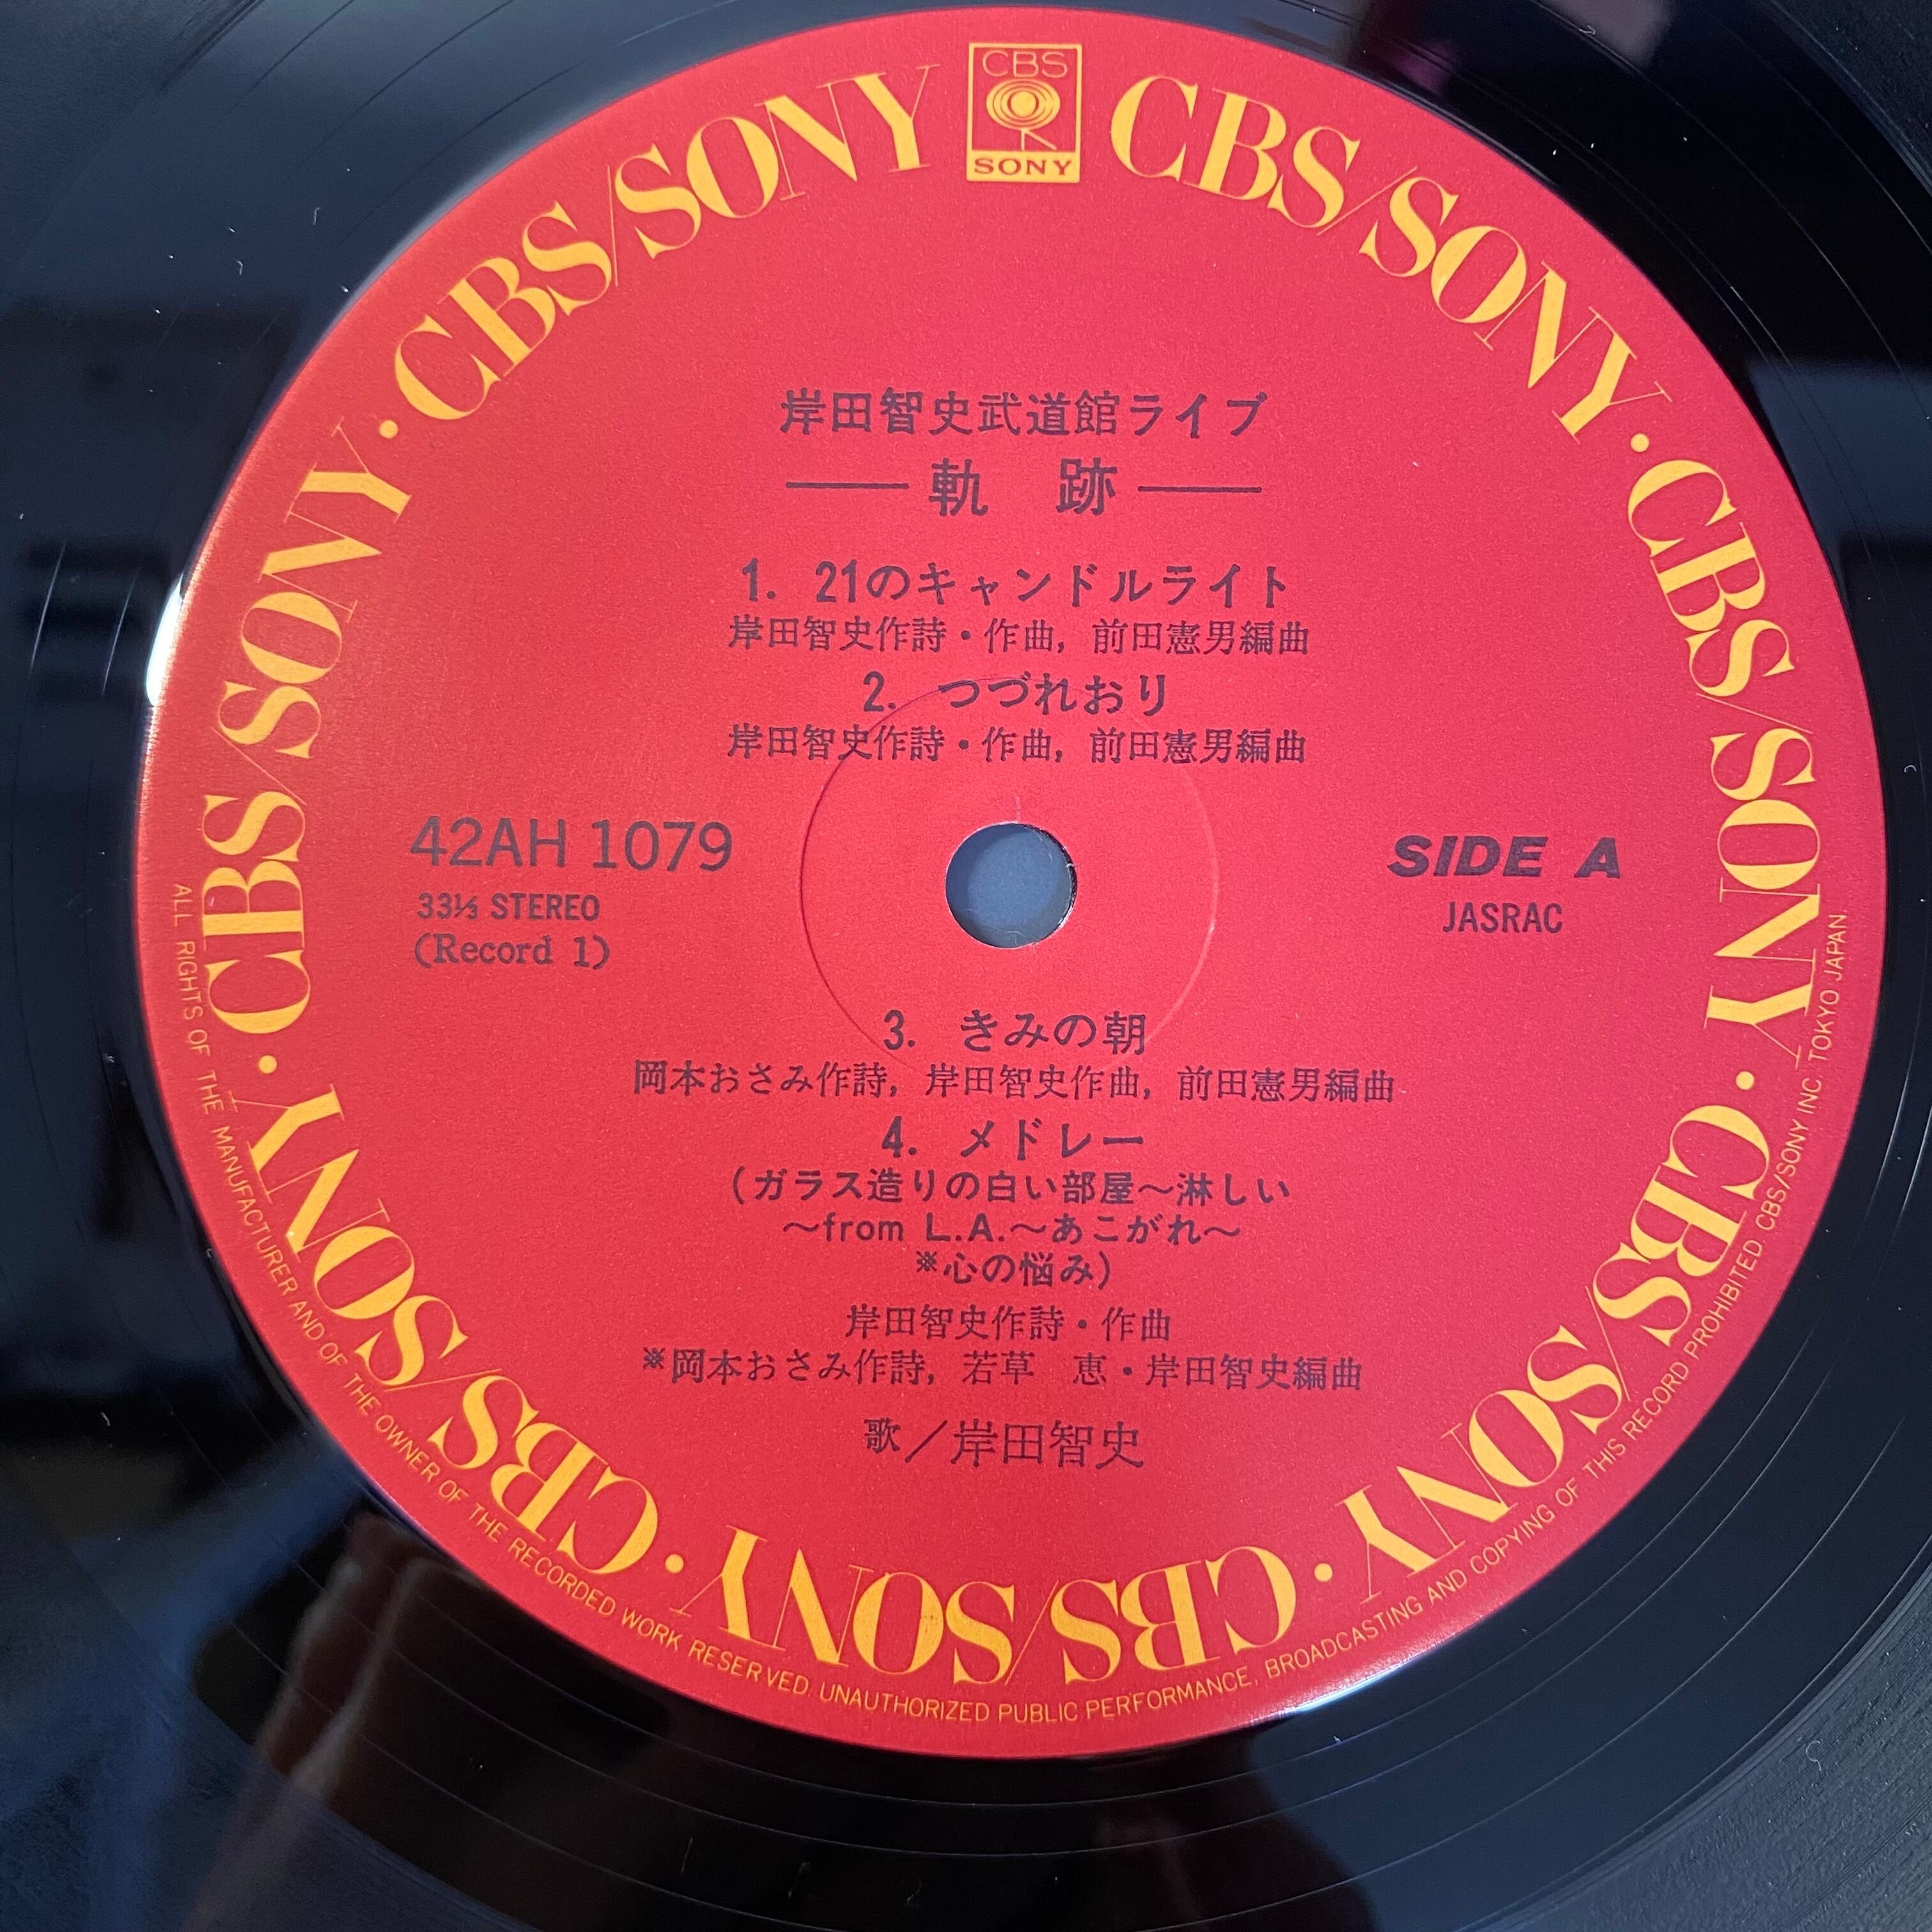 CBS
SONY
CBS/SONY · CBS/SONY · CBS/SONY · CBS/SONY · CBS/SONY · CBS/SONY · CBS/SONY · CBS/SONY
岸田智史武道館ライブ
── 軌 跡 ──
1. 21のキャンドルライト
岸田智史作詩・作曲, 前田憲男編曲
2. つづれおり
岸田智史作詩・作曲, 前田憲男編曲
42AH 1079
33⅓ STEREO
(Record 1)
SIDE A
JASRAC
3. きみの朝
岡本おさみ作詩, 岸田智史作曲, 前田憲男編曲
4. メドレー
(ガラス造りの白い部屋〜淋しい
〜from L.A.〜あこがれ〜
※心の悩み)
岸田智史作詩・作曲
※岡本おさみ作詩, 若草 恵・岸田智史編曲
歌／岸田智史
ALL RIGHTS OF THE MANUFACTURER AND OF THE OWNER OF THE RECORDED WORK RESERVED. UNAUTHORIZED PUBLIC PERFORMANCE, BROADCASTING AND COPYING OF THIS RECORD PROHIBITED. CBS/SONY INC. TOKYO JAPAN.